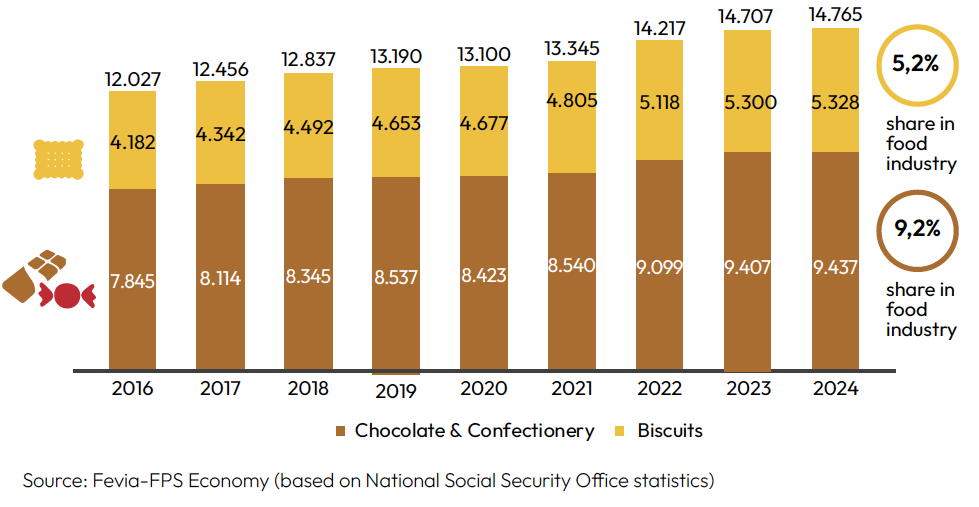 12.027 12.456 12.837 13.190 13.100 13.345 14.217 14.707 14.765
4.182 4.342 4.492 4.653 4.677 4.805 5.118 5.300 5.328
7.845 8.114 8.345 8.537 8.423 8.540 9.099 9.407 9.437
2016 2017 2018 2019 2020 2021 2022 2023 2024
5,2%
share in
food
industry
9,2%
share in
food
industry
Chocolate & Confectionery Biscuits
Source: Fevia-FPS Economy (based on National Social Security Office statistics)